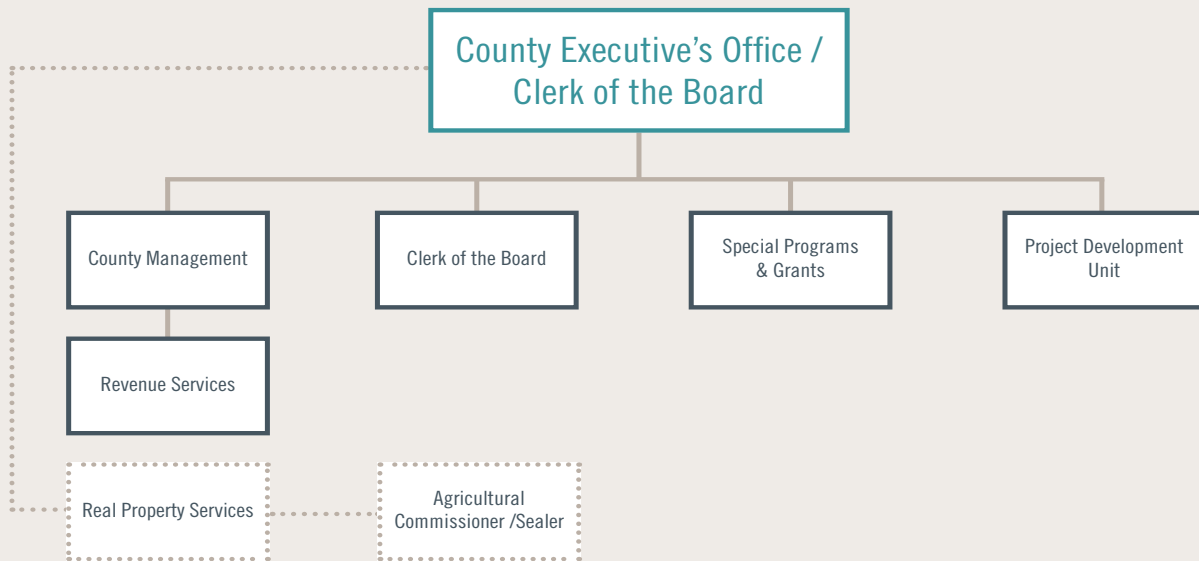 County Executive’s Office /
Clerk of the Board
County Management
Clerk of the Board
Special Programs
& Grants
Project Development
Unit
Revenue Services
Real Property Services
Agricultural
Commissioner /Sealer